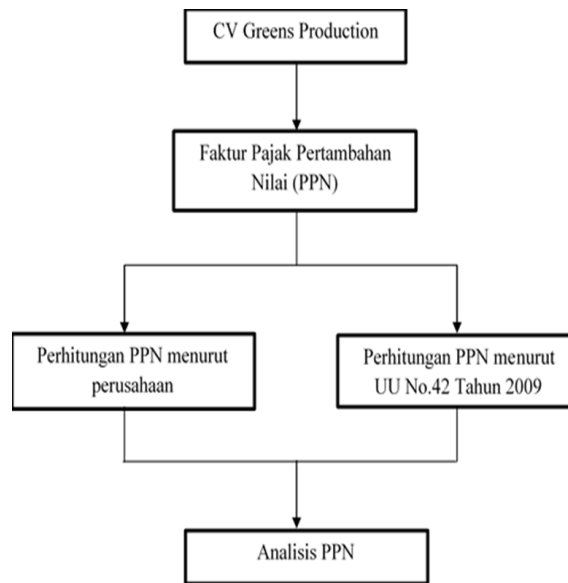 CV Greens Production
Faktur Pajak Pertambahan
Nilai (PPN)
Perhitungan PPN menurut
perusahaan
Perhitungan PPN menurut
UU No.42 Tahun 2009
Analisis PPN